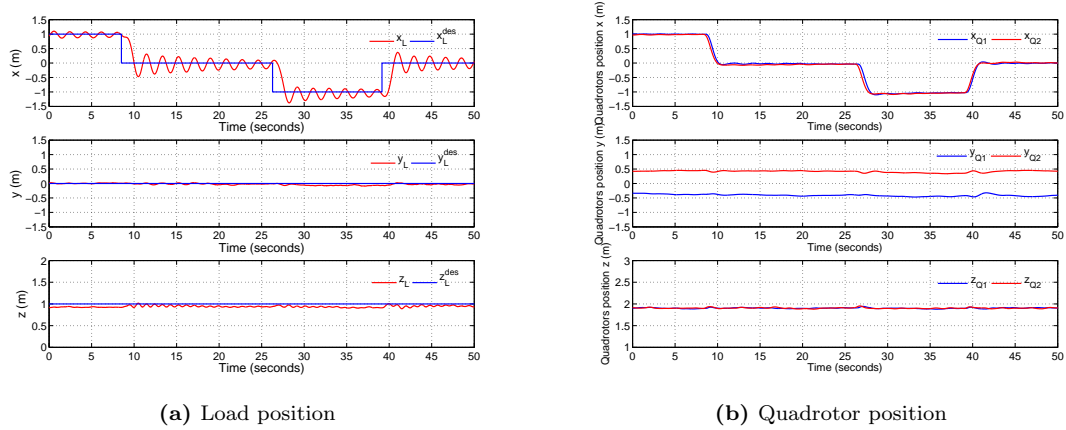 x (m)
1.5
1
0.5
0
−0.5
−1
−1.5
x_L x_L^des
0 5 10 15 20 25 30 35 40 45 50
Time (seconds)
y (m)
1.5
1
0.5
0
−0.5
−1
−1.5
y_L y_L^des
0 5 10 15 20 25 30 35 40 45 50
Time (seconds)
z (m)
2
1.5
1
0.5
0
z_L z_L^des
0 5 10 15 20 25 30 35 40 45 50
Time (seconds)
(a) Load position
Quadrotors position x (m)
1.5
1
0.5
0
−0.5
−1
−1.5
x_Q1 x_Q2
0 5 10 15 20 25 30 35 40 45 50
Time (seconds)
Quadrotors position y (m)
1.5
1
0.5
0
−0.5
−1
−1.5
y_Q1 y_Q2
0 5 10 15 20 25 30 35 40 45 50
Time (seconds)
Quadrotors position z (m)
3
2.5
2
1.5
1
z_Q1 z_Q2
0 5 10 15 20 25 30 35 40 45 50
Time (seconds)
(b) Quadrotor position